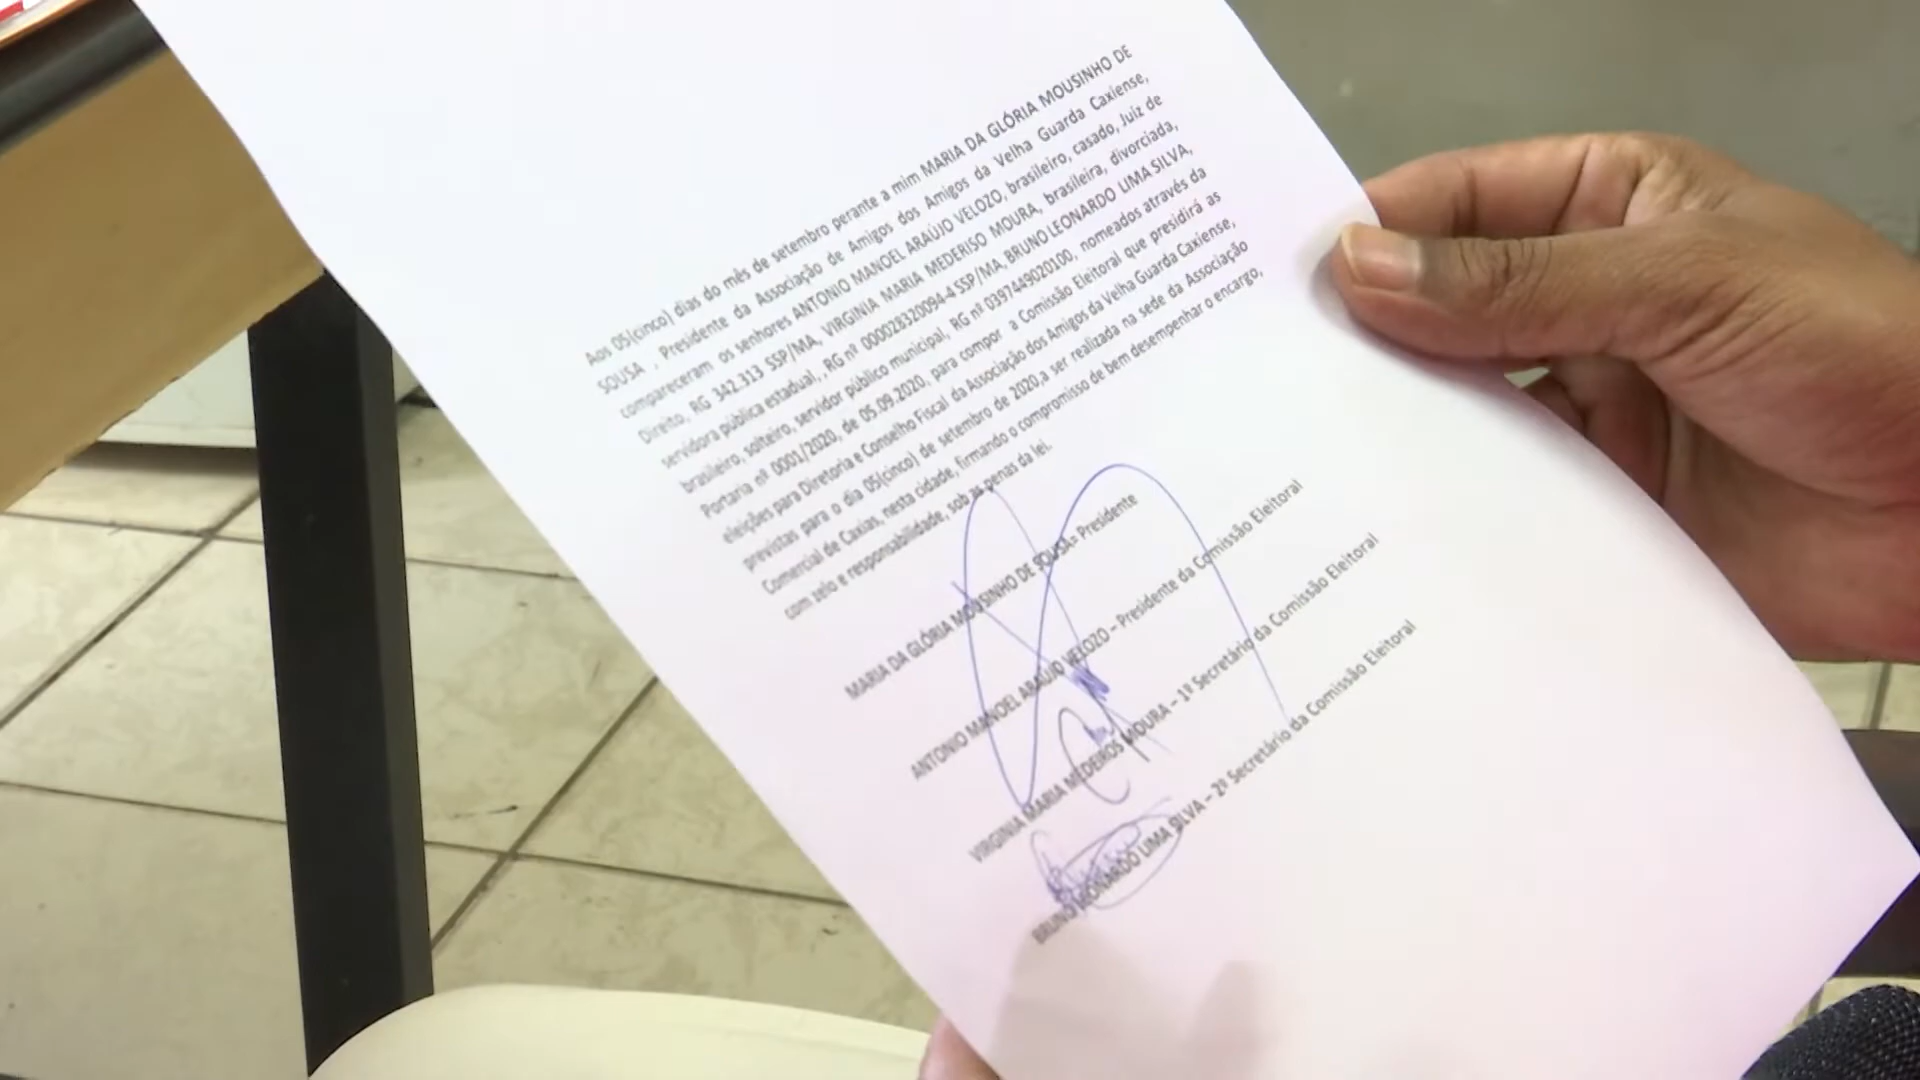 Aos 05(cinco) dias do mês de setembro perante a mim MARIA DA GLÓRIA MOUSINHO DE
SOUSA , Presidente da Associação de Amigos dos Amigos da Velha Guarda Caxiense,
compareceram os senhores ANTONIO MANOEL ARAÚJO VELOZO, brasileiro, casado, Juiz de
Direito, RG 342.313 SSP/MA, VIRGINIA MARIA MEDERISO MOURA, brasileira, divorciada,
servidora pública estadual, , RG nº 000028320094-4 SSP/MA, BRUNO LEONARDO LIMA SILVA,
brasileiro, solteiro, servidor público municipal, RG nº 0397449020100, nomeados através da
Portaria nº 0001/2020, de 05.09.2020, para compor a Comissão Eleitoral que presidirá as
eleições para Diretoria e Conselho Fiscal da Associação dos Amigos da Velha Guarda Caxiense,
previstas para o dia 05(cinco) de setembro de 2020,a ser realizada na sede da Associação
Comercial de Caxias, nesta cidade, firmando o compromisso de bem desempenhar o encargo,
com zelo e responsabilidade, sob as penas da lei.
MARIA DA GLÓRIA MOUSINHO DE SOUSA- Presidente
ANTONIO MANOEL ARAUJO VELOZO – Presidente da Comissão Eleitoral
VIRGINIA MARIA MEDEIROS MOURA – 1ª Secretário da Comissão Eleitoral
BRUNO LEONARDO LIMA SILVA – 2º Secretário da Comissão Eleitoral